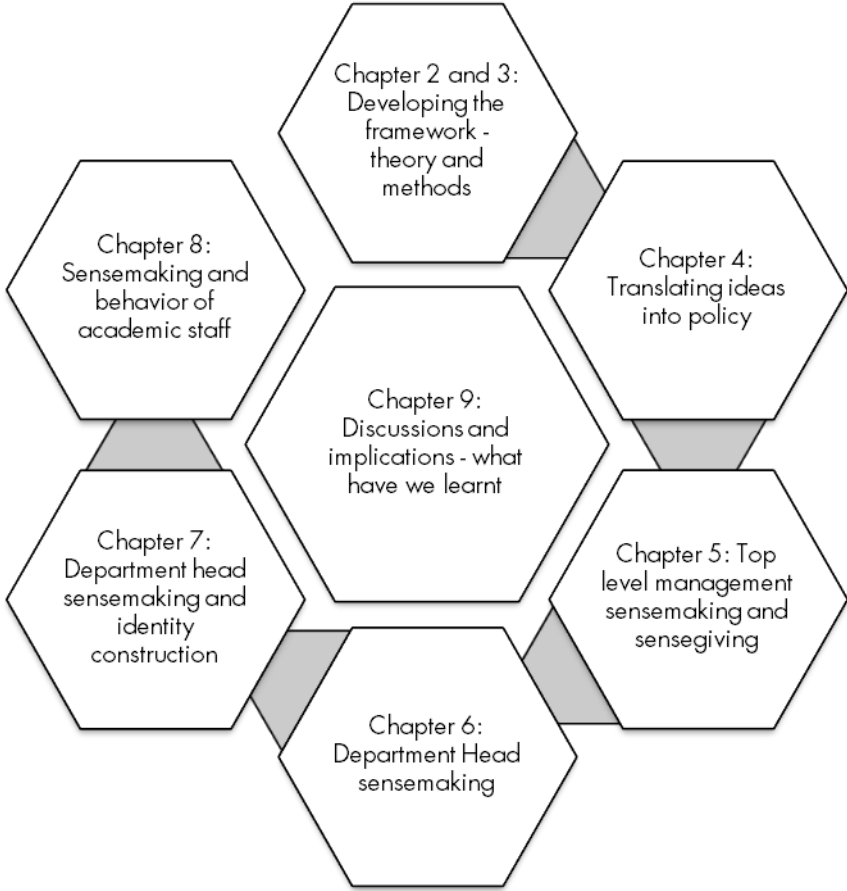 Chapter 2 and 3:
Developing the
framework -
theory and
methods
Chapter 4:
Translating ideas
into policy
Chapter 5: Top
level management
sensemaking and
sensegiving
Chapter 6:
Department Head
sensemaking
Chapter 7:
Department head
sensemaking and
identity
construction
Chapter 8:
Sensemaking and
behavior of
academic staff
Chapter 9:
Discussions and
implications - what
have we learnt